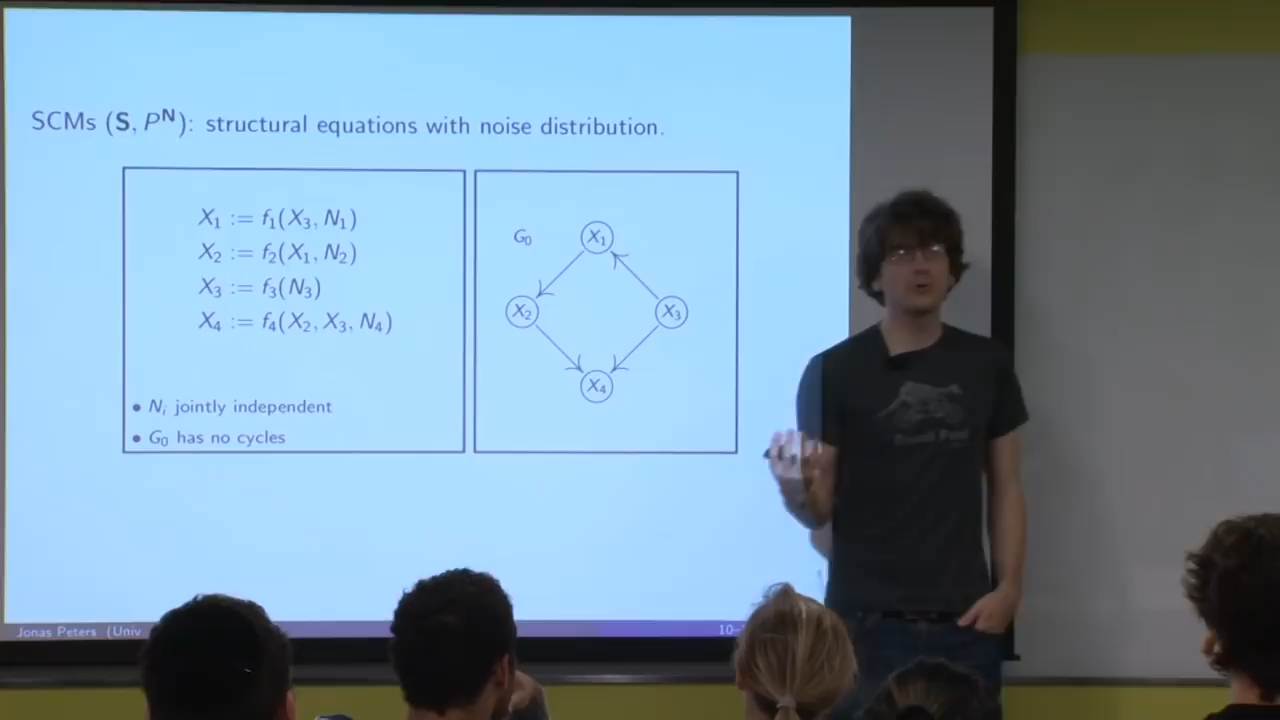 SCMs (S, P^N): structural equations with noise distribution.
X₁ := f₁(X₃, N₁)
X₂ := f₂(X₁, N₂)
X₃ := f₃(N₃)
X₄ := f₄(X₂, X₃, N₄)
• Nᵢ jointly independent
• G₀ has no cycles
G₀
X₁
X₂
X₃
X₄
Jonas Peters (Univ
10-